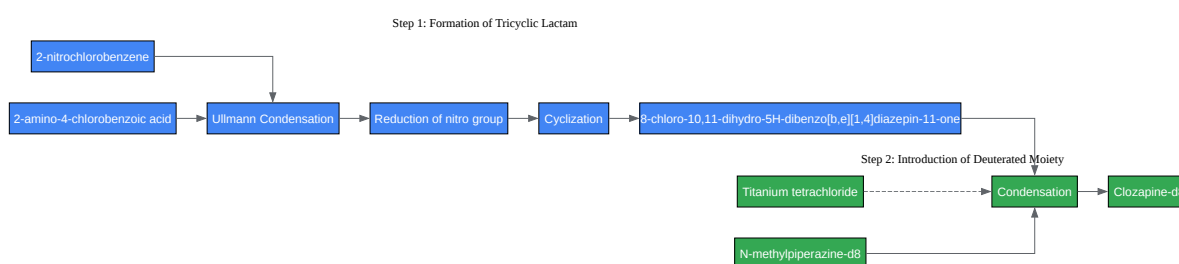 Step 1: Formation of Tricyclic Lactam
2-nitrochlorobenzene
2-amino-4-chlorobenzoic acid
Ullmann Condensation
Reduction of nitro group
Cyclization
8-chloro-10,11-dihydro-5H-dibenzo[b,e][1,4]diazepin-11-one
Step 2: Introduction of Deuterated Moiety
Titanium tetrachloride
Condensation
Clozapine-d
N-methylpiperazine-d8